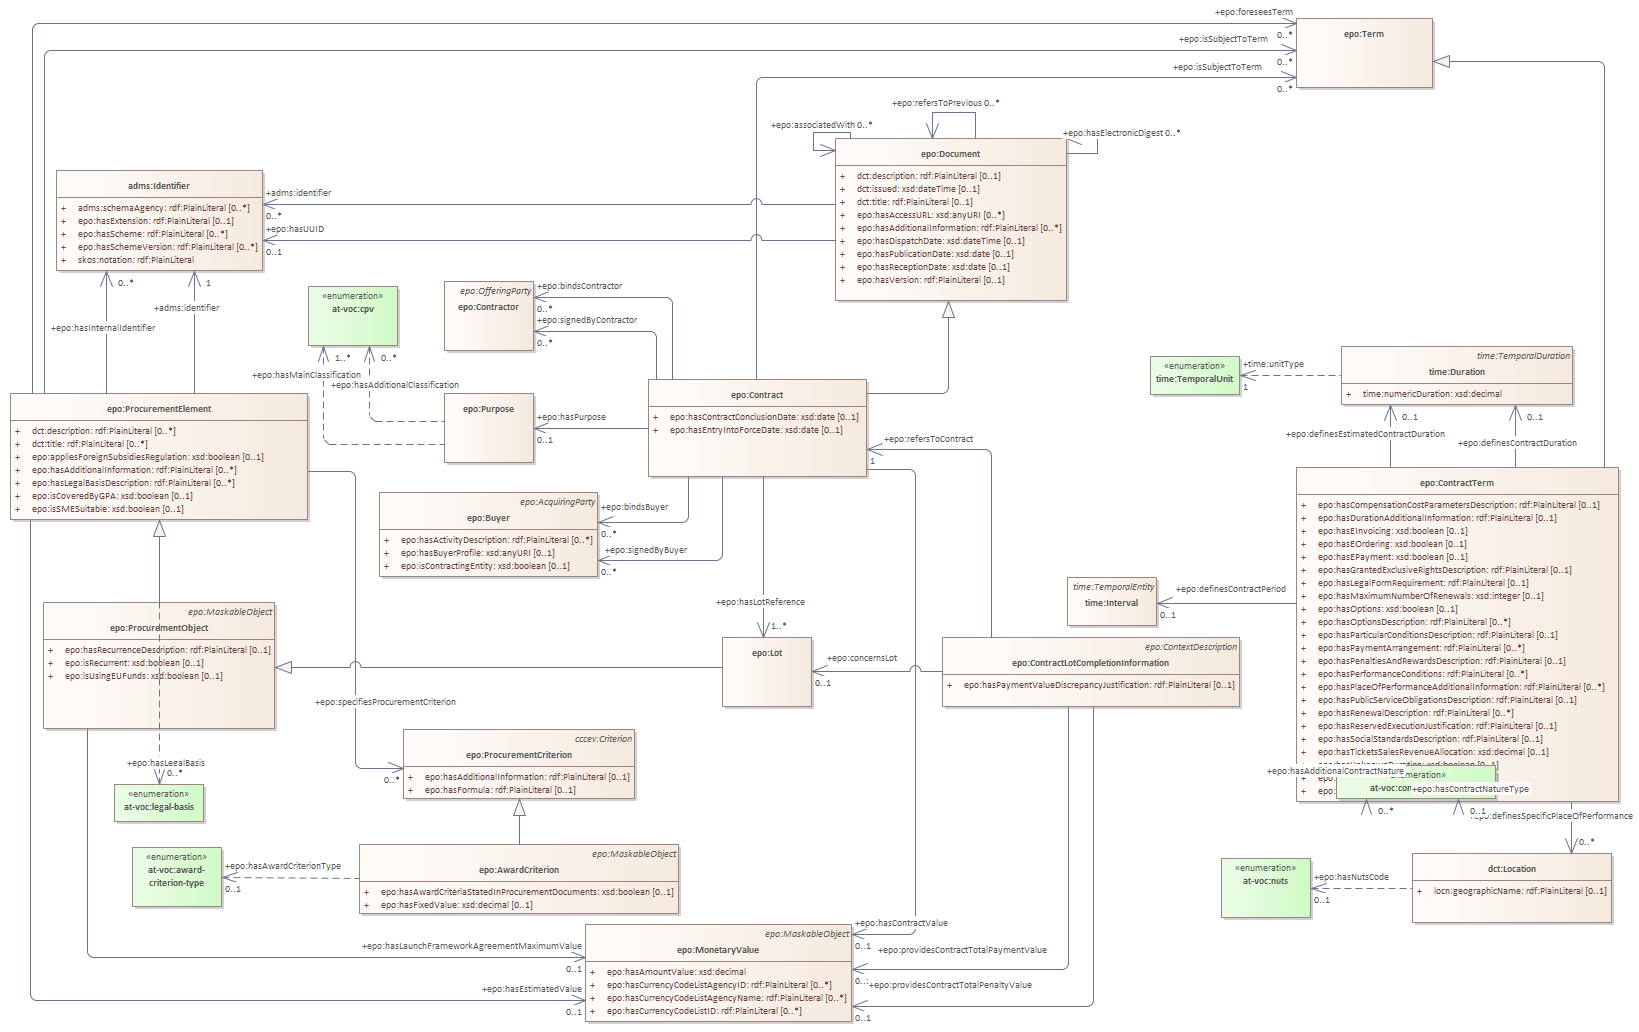 +epo:foreseesTerm
0..*
+epo:isSubjectToTerm
0..*
+epo:isSubjectToTerm
0..*
epo:Term
+epo:refersToPrevious 0..*
+epo:associatedWith 0..*
+epo:hasElectronicDigest 0..*
epo:Document
+ dct:description: rdf:PlainLiteral [0..1]
+ dct:issued: xsd:dateTime [0..1]
+ dct:title: rdf:PlainLiteral [0..1]
+ epo:hasAccessURL: xsd:anyURI [0..*]
+ epo:hasAdditionalInformation: rdf:PlainLiteral [0..*]
+ epo:hasDispatchDate: xsd:dateTime [0..1]
+ epo:hasPublicationDate: xsd:date [0..1]
+ epo:hasReceptionDate: xsd:date [0..1]
+ epo:hasVersion: rdf:PlainLiteral [0..1]
adms:Identifier
+ adms:schemaAgency: rdf:PlainLiteral [0..*]
+ epo:hasExtension: rdf:PlainLiteral [0..1]
+ epo:hasScheme: rdf:PlainLiteral [0..*]
+ epo:hasSchemeVersion: rdf:PlainLiteral [0..*]
+ skos:notation: rdf:PlainLiteral
+adms:identifier
0..*
+epo:hasUUID
0..1
0..*
1
+adms:identifier
+epo:hasInternalIdentifier
«enumeration»
at-voc:cpv
1..*
0..*
+epo:hasMainClassification
+epo:hasAdditionalClassification
epo:OfferingParty
epo:Contractor
+epo:bindsContractor
0..*
+epo:signedByContractor
0..*
epo:Purpose
+epo:hasPurpose
0..1
epo:Contract
+ epo:hasContractConclusionDate: xsd:date [0..1]
+ epo:hasEntryIntoForceDate: xsd:date [0..1]
+epo:refersToContract
1
«enumeration»
time:TemporalUnit
+time:unitType
1
time:TemporalDuration
time:Duration
+ time:numericDuration: xsd:decimal
0..1
0..1
+epo:definesEstimatedContractDuration
+epo:definesContractDuration
epo:ProcurementElement
+ dct:description: rdf:PlainLiteral [0..*]
+ dct:title: rdf:PlainLiteral [0..*]
+ epo:appliesForeignSubsidiesRegulation: xsd:boolean [0..1]
+ epo:hasAdditionalInformation: rdf:PlainLiteral [0..*]
+ epo:hasLegalBasisDescription: rdf:PlainLiteral [0..*]
+ epo:isCoveredByGPA: xsd:boolean [0..1]
+ epo:isSMESuitable: xsd:boolean [0..1]
epo:AcquiringParty
epo:Buyer
+ epo:hasActivityDescription: rdf:PlainLiteral [0..*]
+ epo:hasBuyerProfile: xsd:anyURI [0..1]
+ epo:isContractingEntity: xsd:boolean [0..1]
+epo:bindsBuyer
0..*
+epo:signedByBuyer
0..*
epo:ContractTerm
+ epo:hasCompensationCostParametersDescription: rdf:PlainLiteral [0..*]
+ epo:hasDurationAdditionalInformation: rdf:PlainLiteral [0..1]
+ epo:hasEInvoicing: xsd:boolean [0..1]
+ epo:hasEOrdering: xsd:boolean [0..1]
+ epo:hasEPayment: xsd:boolean [0..1]
+ epo:hasGrantedExclusiveRightsDescription: rdf:PlainLiteral [0..1]
+ epo:hasLegalFormRequirement: rdf:PlainLiteral [0..1]
+ epo:hasMaximumNumberOfRenewals: xsd:integer [0..1]
+ epo:hasOptions: xsd:boolean [0..1]
+ epo:hasOptionsDescription: rdf:PlainLiteral [0..*]
+ epo:hasParticularConditionsDescription: rdf:PlainLiteral [0..1]
+ epo:hasPaymentArrangement: rdf:PlainLiteral [0..*]
+ epo:hasPenaltiesAndRewardsDescription: rdf:PlainLiteral [0..1]
+ epo:hasPerformanceConditions: rdf:PlainLiteral [0..*]
+ epo:hasPlaceOfPerformanceAdditionalInformation: rdf:PlainLiteral [0..*]
+ epo:hasPublicServiceObligationsDescription: rdf:PlainLiteral [0..1]
+ epo:hasRenewalDescription: rdf:PlainLiteral [0..*]
+ epo:hasReservedExecutionJustification: rdf:PlainLiteral [0..1]
+ epo:hasSocialStandardsDescription: rdf:PlainLiteral [0..1]
+ epo:hasTicketsSalesRevenueAllocation: xsd:decimal [0..1]
+epo:hasAdditionalContractNature
+epo:hasContractNatureType
0..*
0..1
time:TemporalEntity
time:Interval
+epo:definesContractPeriod
0..1
epo:MaskableObject
epo:ProcurementObject
+ epo:hasRecurrenceDesdription: rdf:PlainLiteral [0..1]
+ epo:isRecurrent: xsd:boolean [0..1]
+ epo:isUsingEUFunds: xsd:boolean [0..1]
+epo:hasLotReference
1..*
epo:Lot
+epo:concernsLot
0..1
epo:ContextDescription
epo:ContractLotCompletionInformation
+ epo:hasPaymentValueDiscrepancyJustification: rdf:PlainLiteral [0..1]
+epo:specifiesProcurementCriterion
0..*
cccev:Criterion
epo:ProcurementCriterion
+ epo:hasAdditionalInformation: rdf:PlainLiteral [0..1]
+ epo:hasFormula: rdf:PlainLiteral [0..1]
+epo:hasLegalBasis
0..*
«enumeration»
at-voc:legal-basis
«enumeration»
at-voc:award-
criterion-type
+epo:hasAwardCriterionType
0..1
epo:MaskableObject
epo:AwardCriterion
+ epo:hasAwardCriteriaStatedInProcurementDocuments: xsd:boolean [0..1]
+ epo:hasFixedValue: xsd:decimal [0..1]
+epo:definesSpecificPlaceOfPerformance
0..*
dct:Location
+ locn:geographicName: rdf:PlainLiteral [0..1]
«enumeration»
at-voc:nuts
+epo:hasNutsCode
0..1
epo:MaskableObject
epo:MonetaryValue
+ epo:hasAmountValue: xsd:decimal
+ epo:hasCurrencyCodeListAgencyID: rdf:PlainLiteral [0..*]
+ epo:hasCurrencyCodeListAgencyName: rdf:PlainLiteral [0..*]
+ epo:hasCurrencyCodeListID: rdf:PlainLiteral [0..*]
+epo:hasLaunchFrameworkAgreementMaximumValue
0..1
+epo:hasEstimatedValue
0..1
+epo:hasContractValue
0..1
+epo:providesContractTotalPaymentValue
+epo:providesContractTotalPenaltyValue
0..1